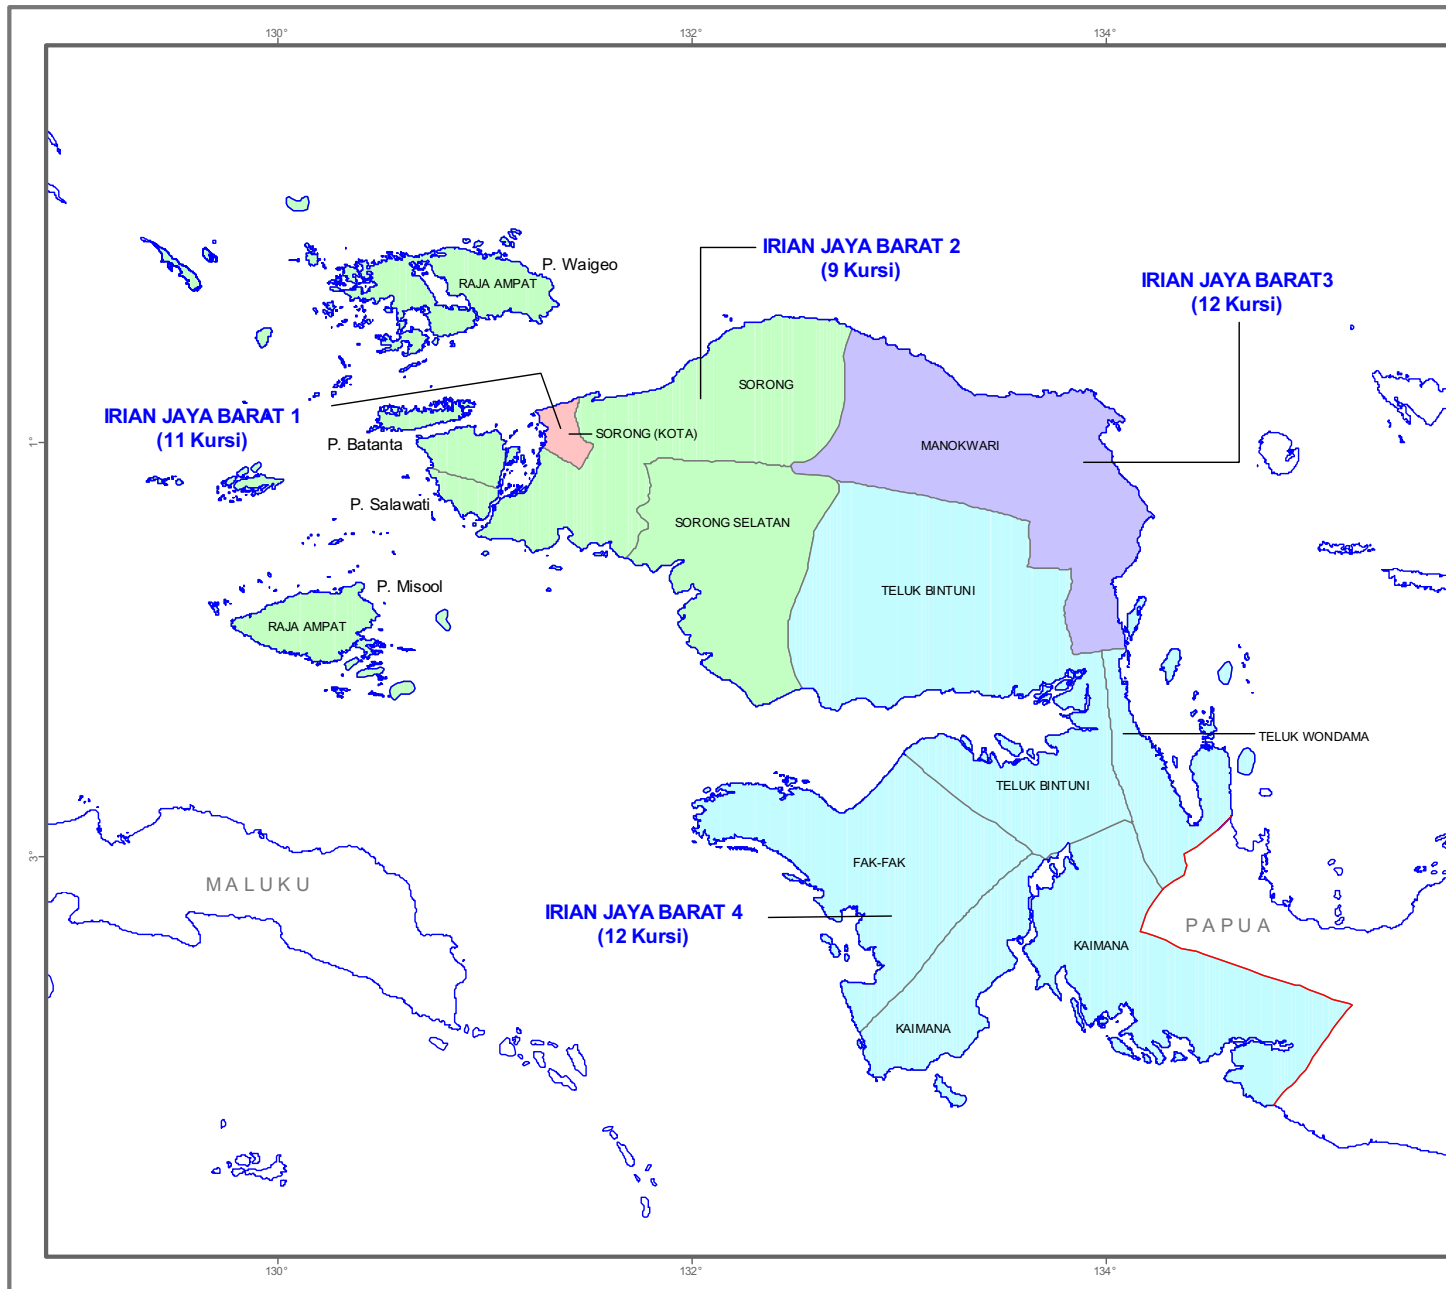 130°
132°
134°
IRIAN JAYA BARAT 2
(9 Kursi)
P. Waigeo
RAJA AMPAT
IRIAN JAYA BARAT3
(12 Kursi)
SORONG
IRIAN JAYA BARAT 1
(11 Kursi)
SORONG (KOTA)
P. Batanta
1°
MANOKWARI
P. Salawati
SORONG SELATAN
P. Misool
TELUK BINTUNI
RAJA AMPAT
TELUK WONDAMA
TELUK BINTUNI
3°
FAK-FAK
MALUKU
IRIAN JAYA BARAT 4
(12 Kursi)
PAPUA
KAIMANA
KAIMANA
130°
132°
134°